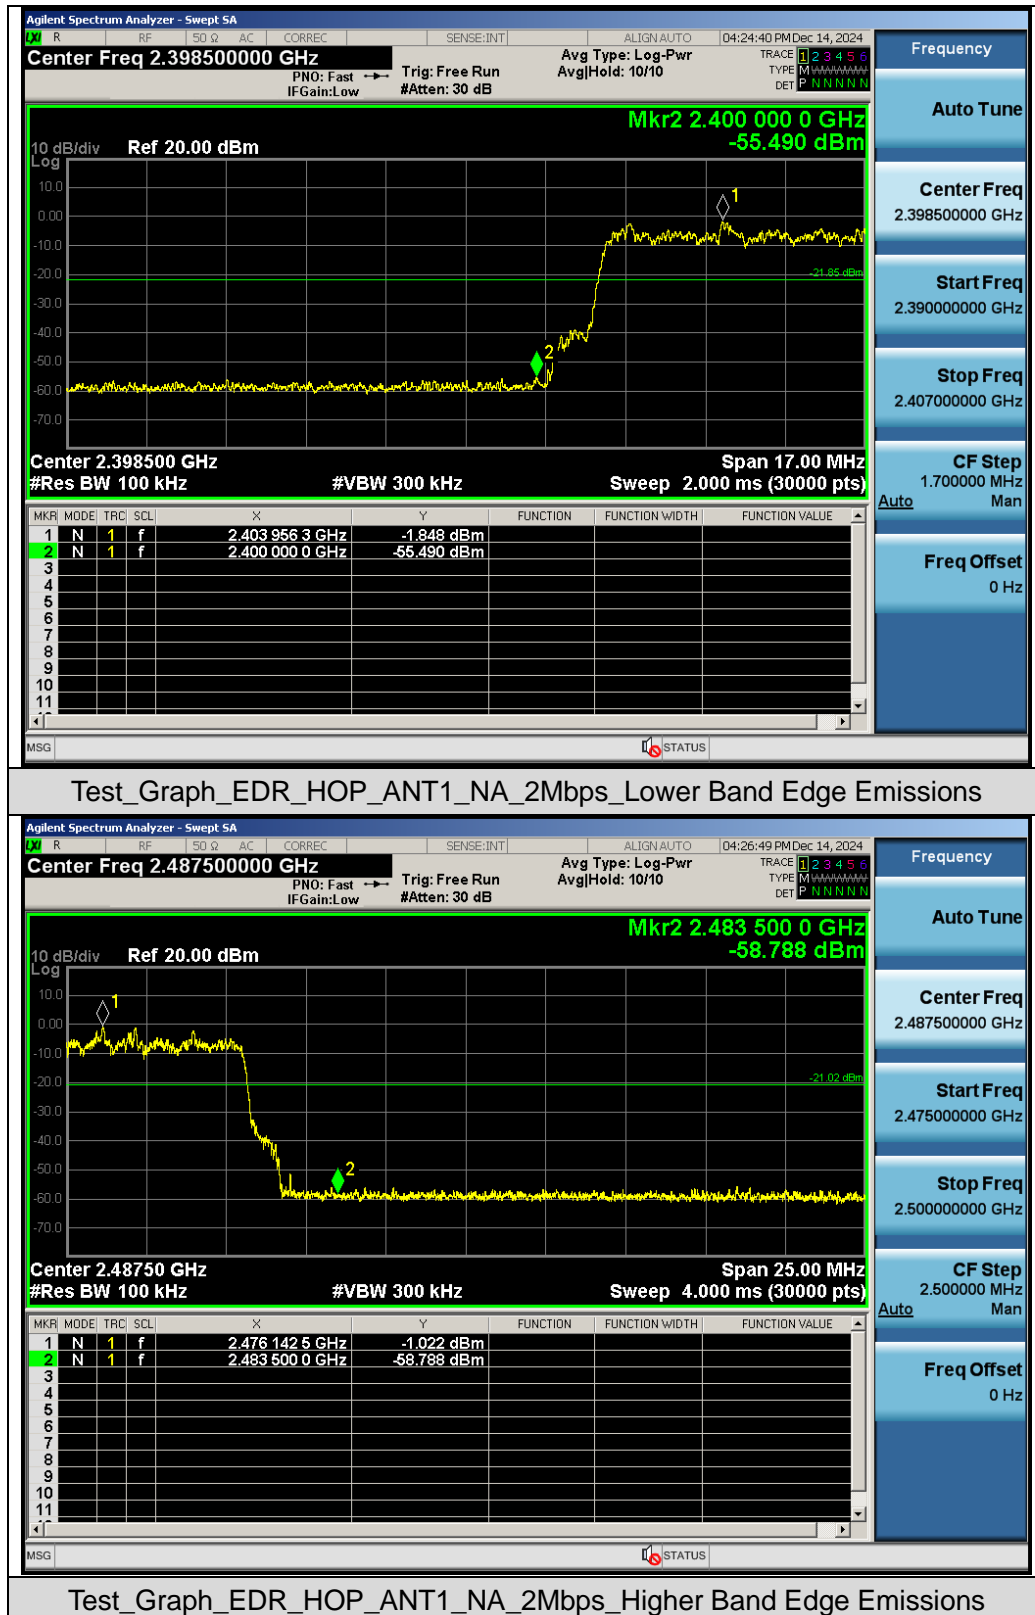 Agilent Spectrum Analyzer - Swept SA
LXI R RF 50 Ω AC CORREC SENSE:INT ALIGN AUTO 04:24:40 PM Dec 14, 2024
Center Freq 2.398500000 GHz
PNO: Fast
IFGain:Low
Trig: Free Run
#Atten: 30 dB
Avg Type: Log-Pwr
Avg|Hold: 10/10
TRACE 1 2 3 4 5 6
TYPE M WWWWW
DET P N N N N N
Frequency
Mkr2 2.400 000 0 GHz
-55.490 dBm
10 dB/div Ref 20.00 dBm
Log
10.0
0.00
-10.0
-20.0
-30.0
-40.0
-50.0
-60.0
-70.0
1
2
-21.85 dBm
Center 2.398500 GHz Span 17.00 MHz
#Res BW 100 kHz #VBW 300 kHz Sweep 2.000 ms (30000 pts)
MKR MODE TRC SCL X Y FUNCTION FUNCTION WIDTH FUNCTION VALUE
1 N 1 f 2.403 956 3 GHz -1.848 dBm
2 N 1 f 2.400 000 0 GHz -55.490 dBm
3
4
5
6
7
8
9
10
11
MSG STATUS
Auto Tune
Center Freq
2.398500000 GHz
Start Freq
2.390000000 GHz
Stop Freq
2.407000000 GHz
CF Step
1.700000 MHz
Auto Man
Freq Offset
0 Hz
Test_Graph_EDR_HOP_ANT1_NA_2Mbps_Lower Band Edge Emissions
Agilent Spectrum Analyzer - Swept SA
LXI R RF 50 Ω AC CORREC SENSE:INT ALIGN AUTO 04:26:49 PM Dec 14, 2024
Center Freq 2.487500000 GHz
PNO: Fast
IFGain:Low
Trig: Free Run
#Atten: 30 dB
Avg Type: Log-Pwr
Avg|Hold: 10/10
TRACE 1 2 3 4 5 6
TYPE M WWWWW
DET P N N N N N
Frequency
Mkr2 2.483 500 0 GHz
-58.788 dBm
10 dB/div Ref 20.00 dBm
Log
10.0
0.00
-10.0
-20.0
-30.0
-40.0
-50.0
-60.0
-70.0
1
2
-21.02 dBm
Center 2.48750 GHz Span 25.00 MHz
#Res BW 100 kHz #VBW 300 kHz Sweep 4.000 ms (30000 pts)
MKR MODE TRC SCL X Y FUNCTION FUNCTION WIDTH FUNCTION VALUE
1 N 1 f 2.476 142 5 GHz -1.022 dBm
2 N 1 f 2.483 500 0 GHz -58.788 dBm
3
4
5
6
7
8
9
10
11
MSG STATUS
Auto Tune
Center Freq
2.487500000 GHz
Start Freq
2.475000000 GHz
Stop Freq
2.500000000 GHz
CF Step
2.500000 MHz
Auto Man
Freq Offset
0 Hz
Test_Graph_EDR_HOP_ANT1_NA_2Mbps_Higher Band Edge Emissions